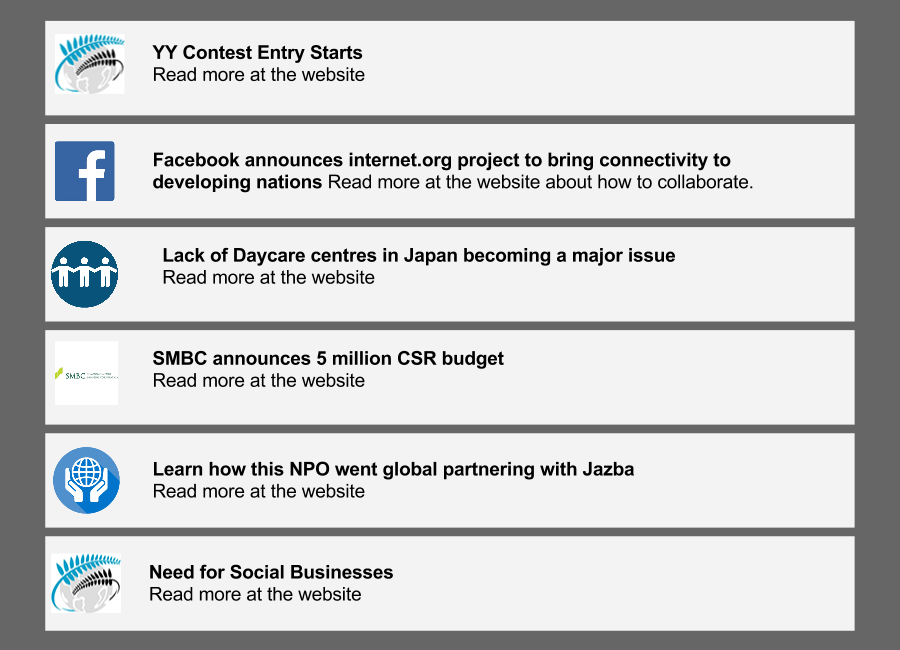 YY Contest Entry Starts
Read more at the website
Facebook announces internet.org project to bring connectivity to
developing nations Read more at the website about how to collaborate.
Lack of Daycare centres in Japan becoming a major issue
Read more at the website
SMBC announces 5 million CSR budget
Read more at the website
SMBC
Learn how this NPO went global partnering with Jazba
Read more at the website
Need for Social Businesses
Read more at the website